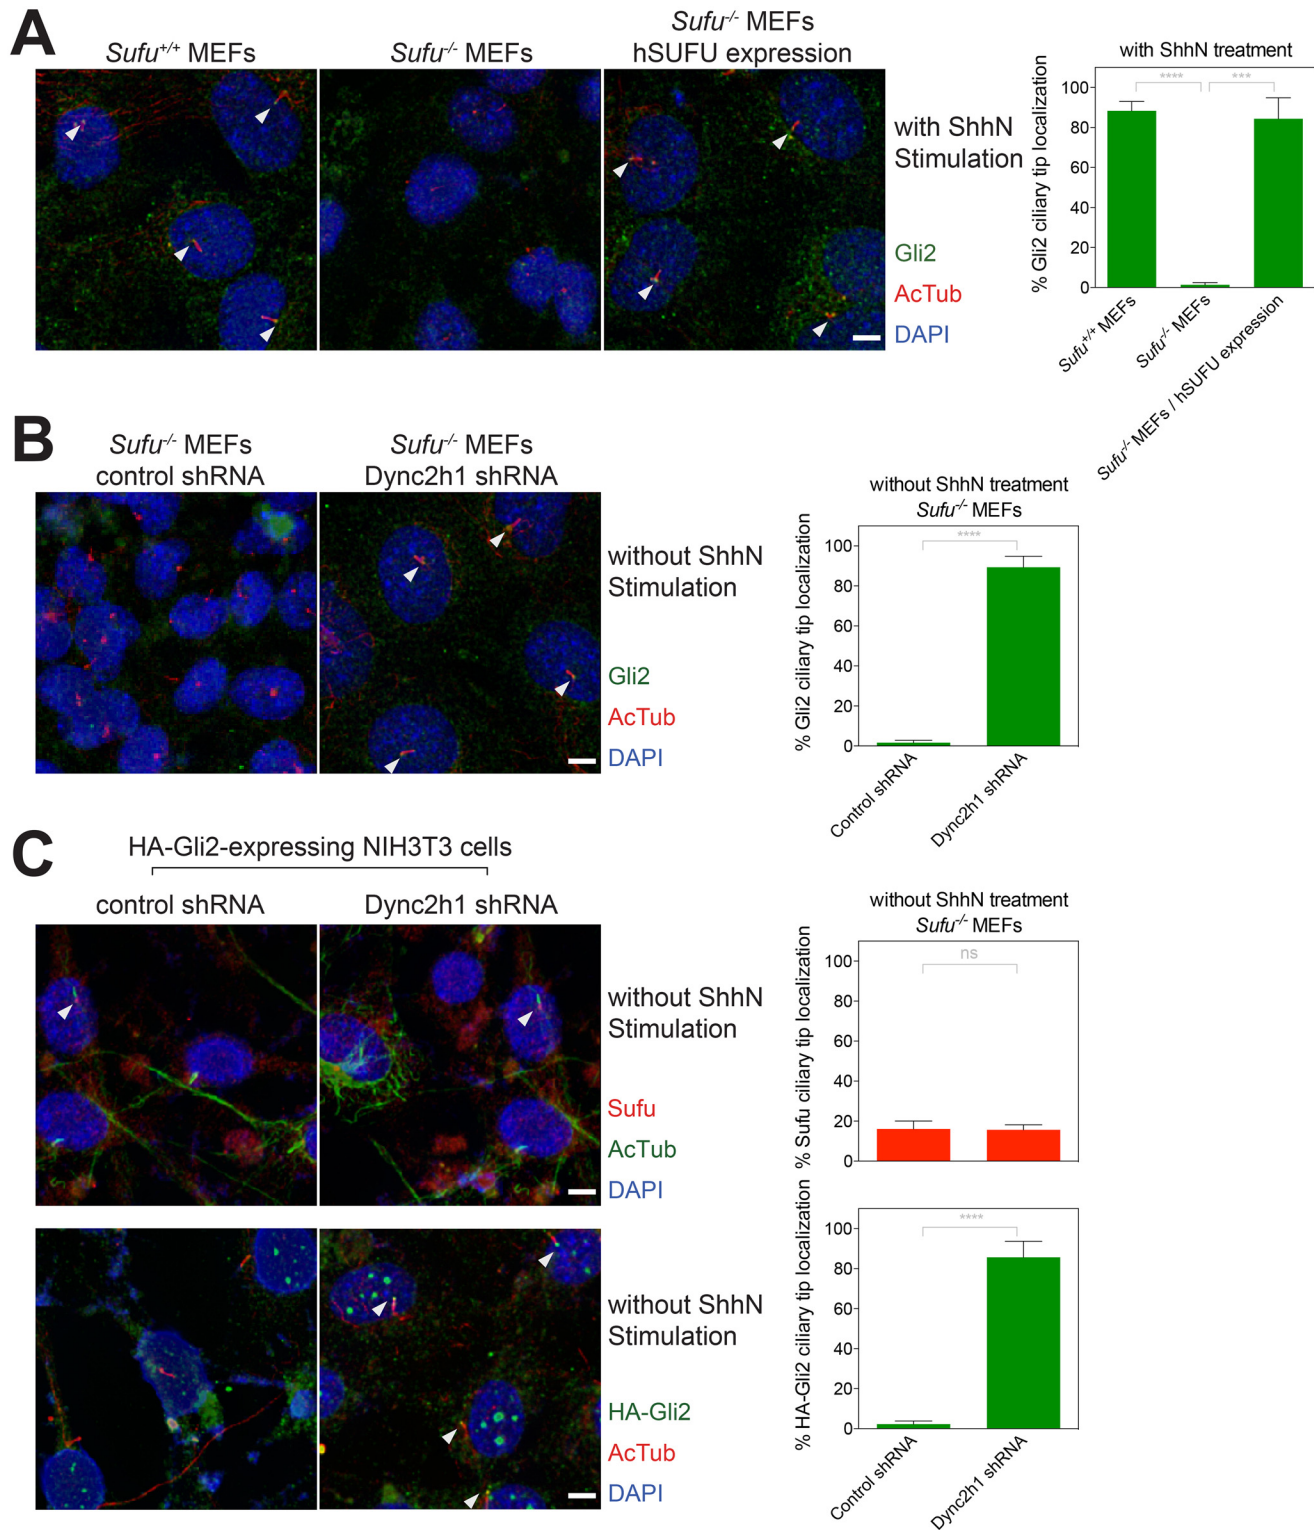 A
Sufu+/+ MEFs
Sufu-/- MEFs
Sufu-/- MEFs
hSUFU expression
with ShhN
Stimulation
Gli2
AcTub
DAPI
with ShhN treatment
% Gli2 ciliary tip localization
100
80
60
40
20
0
****
***
Sufu+/+ MEFs
Sufu-/- MEFs
Sufu-/- MEFs / hSUFU expression
B
Sufu-/- MEFs
control shRNA
Sufu-/- MEFs
Dync2h1 shRNA
without ShhN
Stimulation
Gli2
AcTub
DAPI
without ShhN treatment
Sufu-/- MEFs
% Gli2 ciliary tip localization
100
80
60
40
20
0
****
Control shRNA
Dync2h1 shRNA
C
HA-Gli2-expressing NIH3T3 cells
control shRNA
Dync2h1 shRNA
without ShhN
Stimulation
Sufu
AcTub
DAPI
without ShhN treatment
Sufu-/- MEFs
% Sufu ciliary tip localization
100
80
60
40
20
0
ns
without ShhN
Stimulation
HA-Gli2
AcTub
DAPI
% HA-Gli2 ciliary tip localization
100
80
60
40
20
0
****
Control shRNA
Dync2h1 shRNA